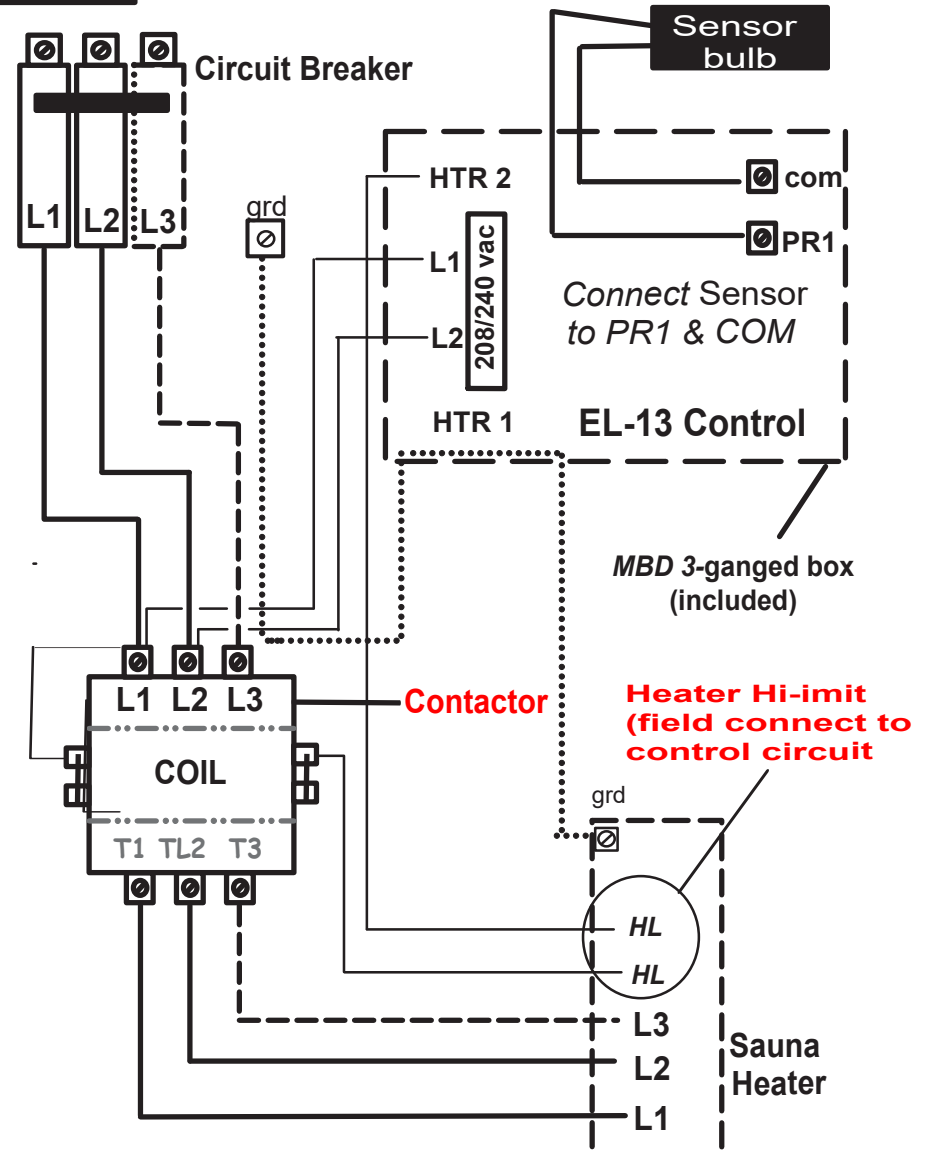 Sensor
bulb
Circuit Breaker
L1
L2
L3
grd
HTR 2
L1
L2
208/240 vac
HTR 1
com
PR1
Connect Sensor
to PR1 & COM
EL-13 Control
MBD 3-ganged box
(included)
L1 L2 L3
COIL
T1 TL2 T3
Contactor
Heater Hi-imit
(field connect to
control circuit
grd
HL
HL
L3
L2
L1
Sauna
Heater